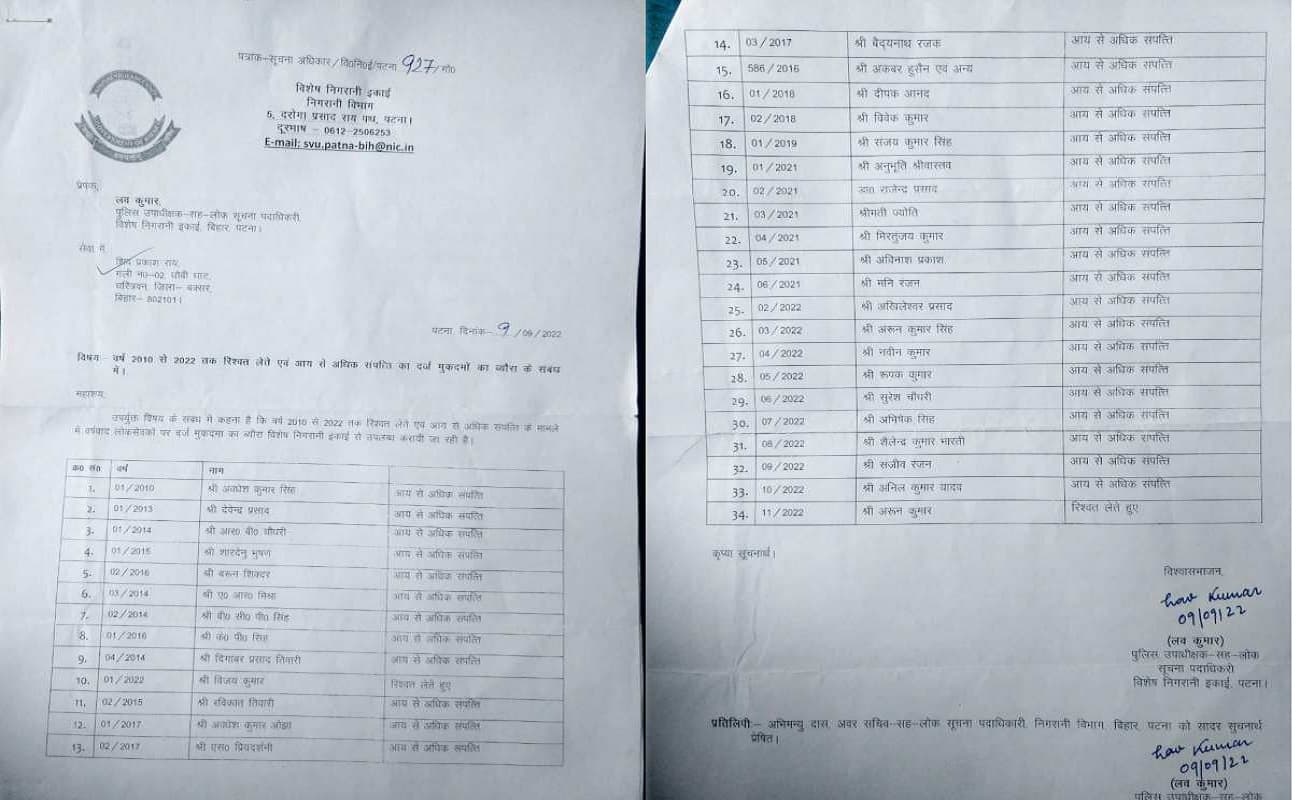 पत्रांक-सूचना अधिकार/वि0नि0ई/पटना 927/गो0
विशेष निगरानी इकाई
निगरानी विभाग
5, दरोगा प्रसाद राय पथ, पटना।
दूरभाष - 0612-2506253
E-mail: svu.patna-bih@nic.in
प्रेषक,
लव कुमार,
पुलिस उपाधीक्षक-सह-लोक सूचना पदाधिकरी,
विशेष निगरानी इकाई, बिहार, पटना।
सेवा में,
शिव प्रकाश राय,
गली न0-02, धोबी घाट,
चरित्रवन, जिला- बक्सर,
बिहार- 802101।
पटना, दिनांक- 9 /09/2022
विषय:- वर्ष 2010 से 2022 तक रिश्वत लेते एवं आय से अधिक संपत्ति का दर्ज मुकदमों का ब्यौरा के संबंध
में।
महाशय,
उपर्युक्त विषय के संबंध में कहना है कि वर्ष 2010 से 2022 तक रिश्वत लेते एवं आय से अधिक संपत्ति के मामले
में वर्षवाद लोकसेवकों पर दर्ज मुकदमा का ब्यौरा विशेष निगरानी इकाई से उपलब्ध करायी जा रही है।
क0 सं0 वर्ष नाम
1. 01/2010 श्री अवधेश कुमार सिंह आय से अधिक संपत्ति
2. 01/2013 श्री देवेन्द्र प्रसाद आय से अधिक संपत्ति
3. 01/2014 श्री आर0 वी0 चौधरी आय से अधिक संपत्ति
4. 01/2015 श्री शारदेन्दु भुषण आय से अधिक संपत्ति
5. 02/2016 श्री बरुन शिक्दर आय से अधिक संपत्ति
6. 03/2014 श्री ए0 आर0 मिश्रा आय से अधिक संपत्ति
7. 02/2014 श्री वी0 सी0 पी0 सिंह आय से अधिक संपत्ति
8. 01/2016 श्री के0 पी0 सिंह आय से अधिक संपत्ति
9. 04/2014 श्री दिगाबर प्रसाद तिवारी आय से अधिक संपत्ति
10. 01/2022 श्री विजय कुमार रिश्वत लेते हुए
11. 02/2015 श्री रविकांत तिवारी आय से अधिक संपत्ति
12. 01/2017 श्री अवधेश कुमार ओझा आय से अधिक संपत्ति
13. 02/2017 श्री एस0 प्रियदर्शनी आय से अधिक संपत्ति
14. 03/2017 श्री बैद्यनाथ रजक आय से अधिक संपत्ति
15. 586/2016 श्री अकबर हुसैन एवं अन्य आय से अधिक संपत्ति
16. 01/2018 श्री दीपक आनंद आय से अधिक संपत्ति
17. 02/2018 श्री विवेक कुमार आय से अधिक संपत्ति
18. 01/2019 श्री संजय कुमार सिंह आय से अधिक संपत्ति
19. 01/2021 श्री अनुभूति श्रीवास्तव आय से अधिक संपत्ति
20. 02/2021 डा0 राजेन्द्र प्रसाद आय से अधिक संपत्ति
21. 03/2021 श्रीमती ज्योति आय से अधिक संपत्ति
22. 04/2021 श्री मिरतुंजय कुमार आय से अधिक संपत्ति
23. 05/2021 श्री अविनाश प्रकाश आय से अधिक संपत्ति
24. 06/2021 श्री मनि रंजन आय से अधिक संपत्ति
25. 02/2022 श्री अखिलेश्वर प्रसाद आय से अधिक संपत्ति
26. 03/2022 श्री अरून कुमार सिंह आय से अधिक संपत्ति
27. 04/2022 श्री नवीन कुमार आय से अधिक संपत्ति
28. 05/2022 श्री रूपक कुमार आय से अधिक संपत्ति
29. 06/2022 श्री सुरेश चौधरी आय से अधिक संपत्ति
30. 07/2022 श्री अभिषेक सिंह आय से अधिक संपत्ति
31. 08/2022 श्री शैलेन्द्र कुमार भारती आय से अधिक संपत्ति
32. 09/2022 श्री संजीव रंजन आय से अधिक संपत्ति
33. 10/2022 श्री अनिल कुमार यादव आय से अधिक संपत्ति
34. 11/2022 श्री अरून कुमार रिश्वत लेते हुए
कृप्या सूचनार्थ।
विश्वासभाजन,
Lav Kumar
09/09/22
(लव कुमार)
पुलिस उपाधीक्षक-सह-लोक
सूचना पदाधिकारी
विशेष निगरानी इकाई, पटना।
प्रतिलिपी:- अभिमन्यु दास, अवर सचिव-सह-लोक सूचना पदाधिकारी, निगरानी विभाग, बिहार, पटना को सादर सूचनार्थ
प्रेषित।
Lav Kumar
09/09/22
(लव कुमार)
पुलिस उपाधीक्षक-सह-लोक